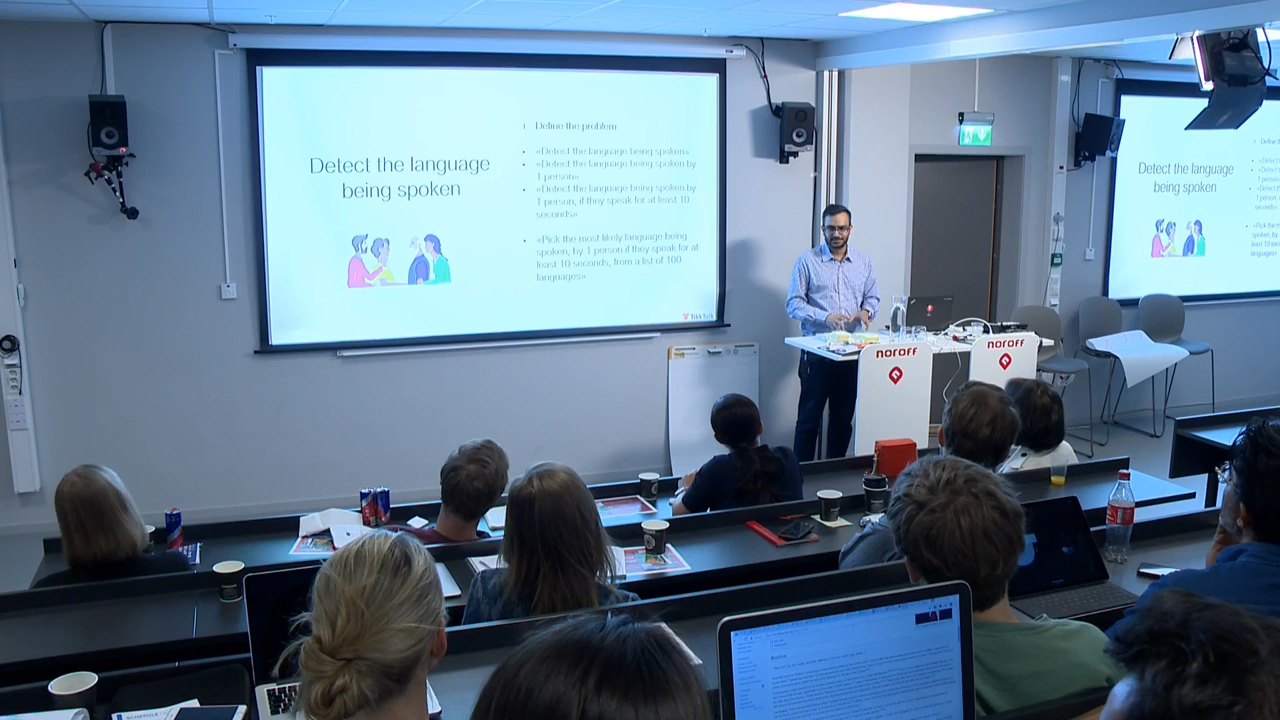 Detect the language
being spoken
1. Define the problem
• «Detect the language being spoken»
• «Detect the language being spoken by
1 person»
• «Detect the language being spoken by
1 person, if they speak for at least 10
seconds»
• «Pick the most likely language being
spoken, by 1 person if they speak for at
least 10 seconds, from a list of 100
languages»
TikkTalk
Detect the language
being spoken
noroff
noroff